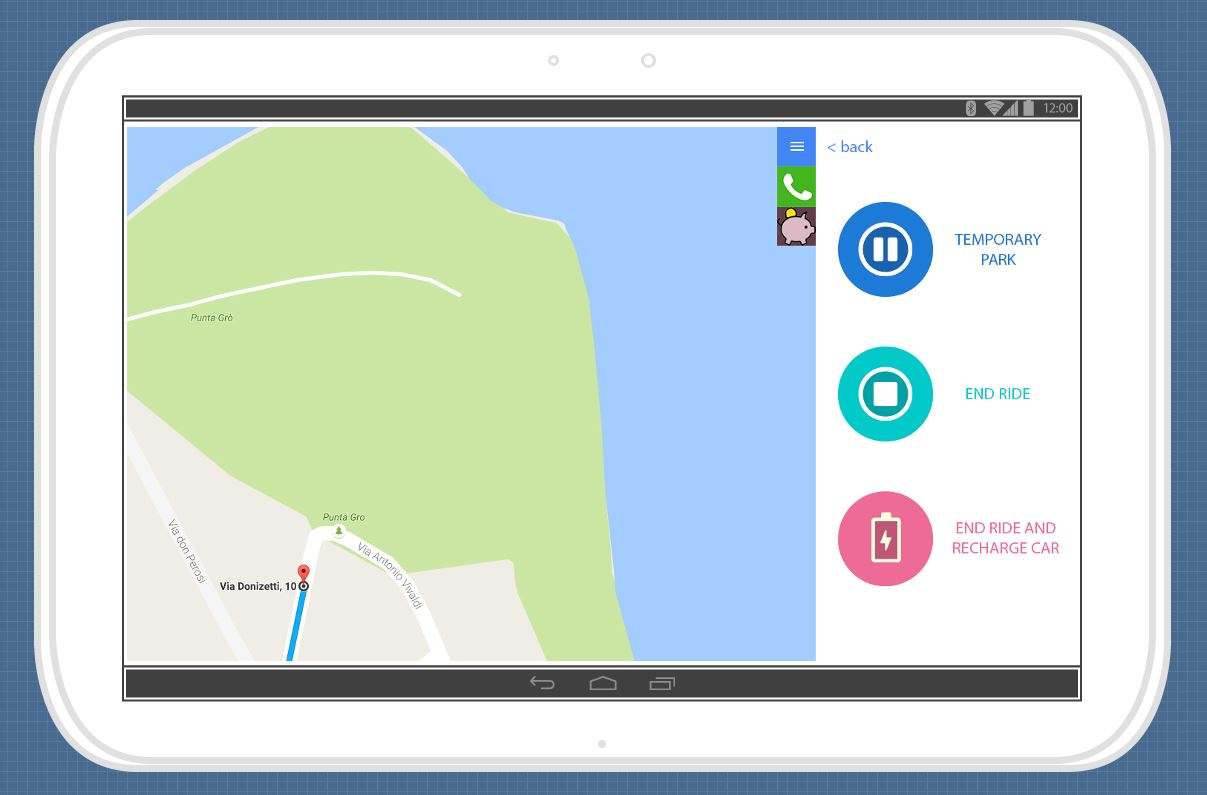 12:00
< back
TEMPORARY
PARK
Punta Grò
END RIDE
Punta Gro
Via don Perosi
Via Antonio Vivaldi
END RIDE AND
RECHARGE CAR
Via Donizetti, 10